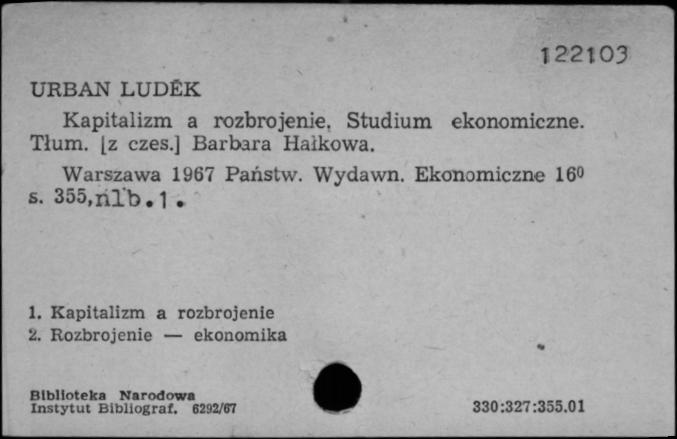 122103
URBAN LUDĚK
Kapitalizm a rozbrojenie. Studium ekonomiczne.
Tłum. [z czes.] Barbara Hałkowa.
Warszawa 1967 Państw. Wydawn. Ekonomiczne 16⁰
s. 355, nlb. 1.
1. Kapitalizm a rozbrojenie
2. Rozbrojenie — ekonomika
Biblioteka Narodowa
Instytut Bibliograf. 6292/67
330:327:355.01